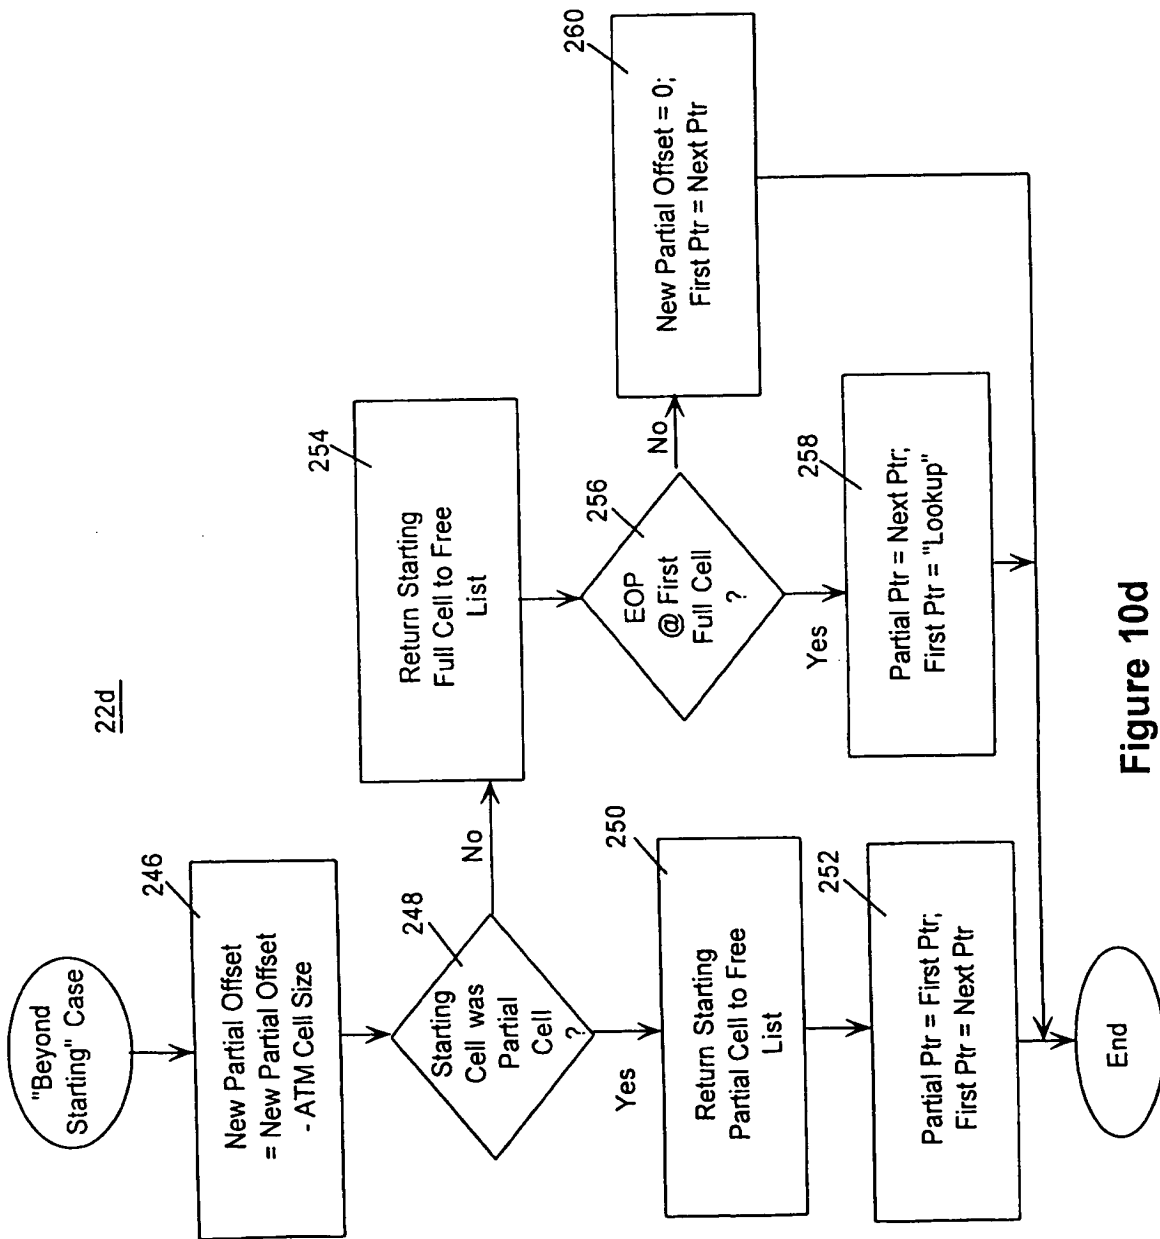 22d
"Beyond
Starting" Case
246
New Partial Offset
= New Partial Offset
- ATM Cell Size
248
Starting
Cell was
Partial
Cell
?
No
Yes
250
Return Starting
Partial Cell to Free
List
252
Partial Ptr = First Ptr;
First Ptr = Next Ptr
254
Return Starting
Full Cell to Free
List
256
EOP
@ First
Full Cell
?
No
Yes
258
Partial Ptr = Next Ptr;
First Ptr = "Lookup"
260
New Partial Offset = 0;
First Ptr = Next Ptr
End
Figure 10d